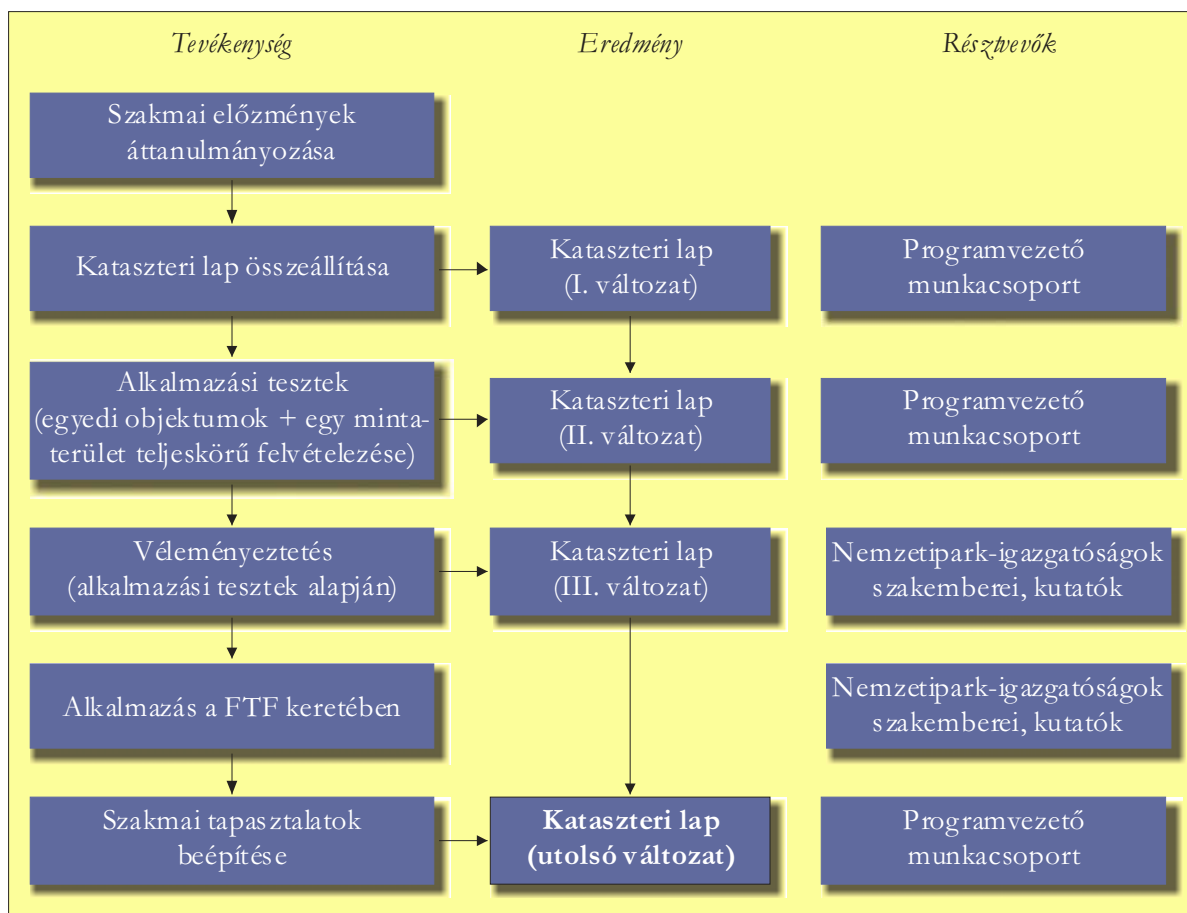 Tevékenység
Eredmény
Résztvevők
Szakmai előzmények
áttanulmányozása
Kataszteri lap összeállítása
Kataszteri lap
(I. változat)
Programvezető
munkacsoport
Alkalmazási tesztek
(egyedi objektumok + egy minta-
terület teljeskörű felvételezése)
Kataszteri lap
(II. változat)
Programvezető
munkacsoport
Véleményeztetés
(alkalmazási tesztek alapján)
Kataszteri lap
(III. változat)
Nemzetipark-igazgatóságok
szakemberei, kutatók
Alkalmazás a FTF keretében
Nemzetipark-igazgatóságok
szakemberei, kutatók
Szakmai tapasztalatok
beépítése
Kataszteri lap
(utolsó változat)
Programvezető
munkacsoport